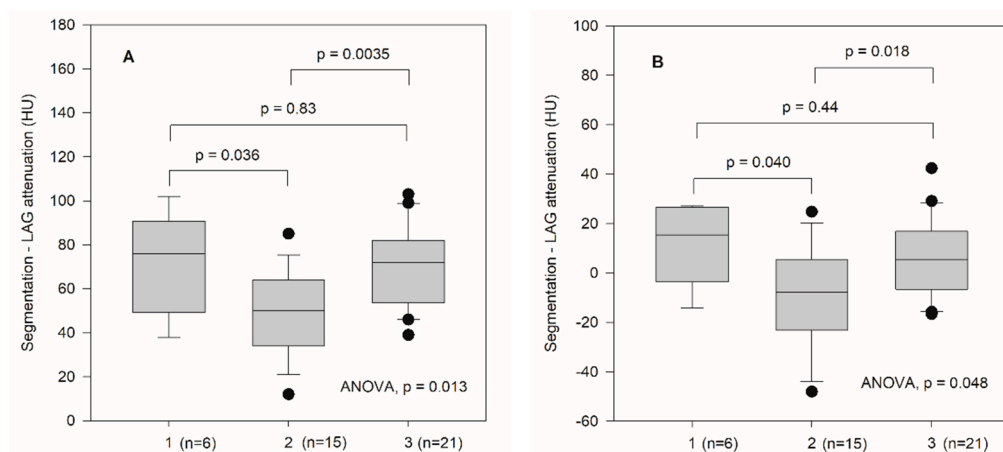 A
Segmentation - LAG attenuation (HU)
180
160
140
120
100
80
60
40
20
0
p = 0.0035
p = 0.83
p = 0.036
ANOVA, p = 0.013
1 (n=6)
2 (n=15)
3 (n=21)
B
Segmentation - LAG attenuation (HU)
100
80
60
40
20
0
-20
-40
-60
p = 0.018
p = 0.44
p = 0.040
ANOVA, p = 0.048
1 (n=6)
2 (n=15)
3 (n=21)